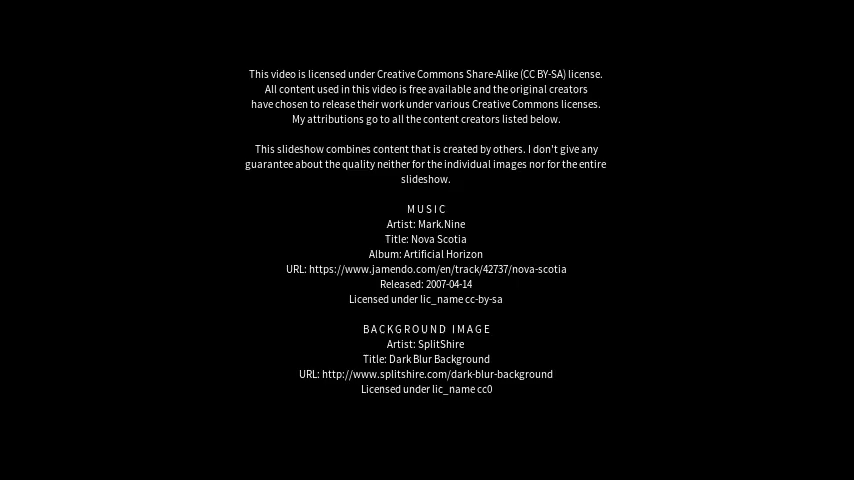 This video is licensed under Creative Commons Share-Alike (CC BY-SA) license.
All content used in this video is free available and the original creators
have chosen to release their work under various Creative Commons licenses.
My attributions go to all the content creators listed below.
This slideshow combines content that is created by others. I don't give any
guarantee about the quality neither for the individual images nor for the entire
slideshow.
MUSIC
Artist: Mark.Nine
Title: Nova Scotia
Album: Artificial Horizon
URL: https://www.jamendo.com/en/track/42737/nova-scotia
Released: 2007-04-14
Licensed under lic_name cc-by-sa
BACKGROUND IMAGE
Artist: SplitShire
Title: Dark Blur Background
URL: http://www.splitshire.com/dark-blur-background
Licensed under lic_name cc0